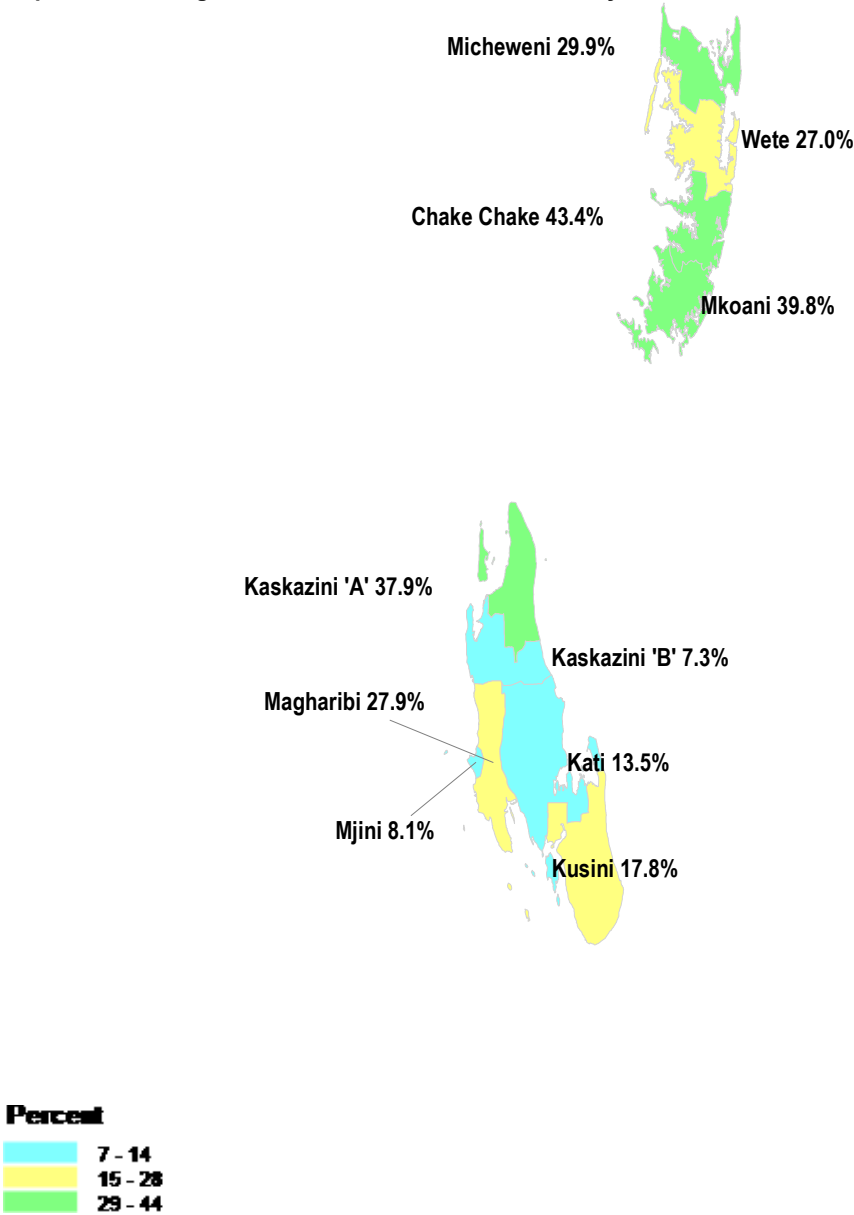 Micheweni 29.9%
Wete 27.0%
Chake Chake 43.4%
Mkoani 39.8%
Kaskazini 'A' 37.9%
Kaskazini 'B' 7.3%
Magharibi 27.9%
Kati 13.5%
Mjini 8.1%
Kusini 17.8%
Percent
7 - 14
15 - 28
29 - 44